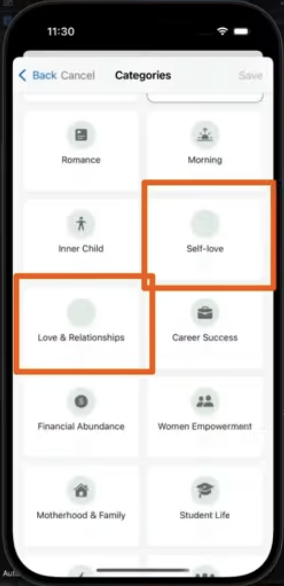 11:30
Back Cancel Categories Save
Romance Morning
Inner Child Self-love
Love & Relationships Career Success
Financial Abundance Women Empowerment
Motherhood & Family Student Life